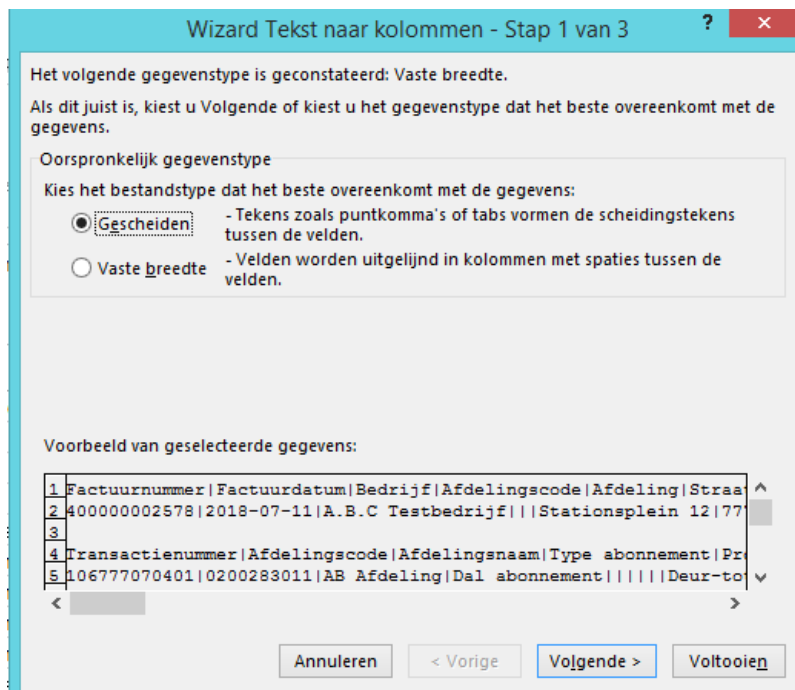 Wizard Tekst naar kolommen - Stap 1 van 3
?
×
Het volgende gegevenstype is geconstateerd: Vaste breedte.
Als dit juist is, kiest u Volgende of kiest u het gegevenstype dat het beste overeenkomt met de
gegevens.
Oorspronkelijk gegevenstype
Kies het bestandstype dat het beste overeenkomt met de gegevens:
Gescheiden
- Tekens zoals puntkomma's of tabs vormen de scheidingstekens
tussen de velden.
Vaste breedte
- Velden worden uitgelijnd in kolommen met spaties tussen de
velden.
Voorbeeld van geselecteerde gegevens:
1 Factuurnummer|Factuurdatum|Bedrijf|Afdelingscode|Afdeling|Straat
2 400000002578|2018-07-11|A.B.C Testbedrijf|||Stationsplein 12|77
3
4 Transactienummer|Afdelingscode|Afdelingsnaam|Type abonnement|Pr
5 106777070401|0200283011|AB Afdeling|Dal abonnement||||||Deur-to
Annuleren
< Vorige
Volgende >
Voltooien